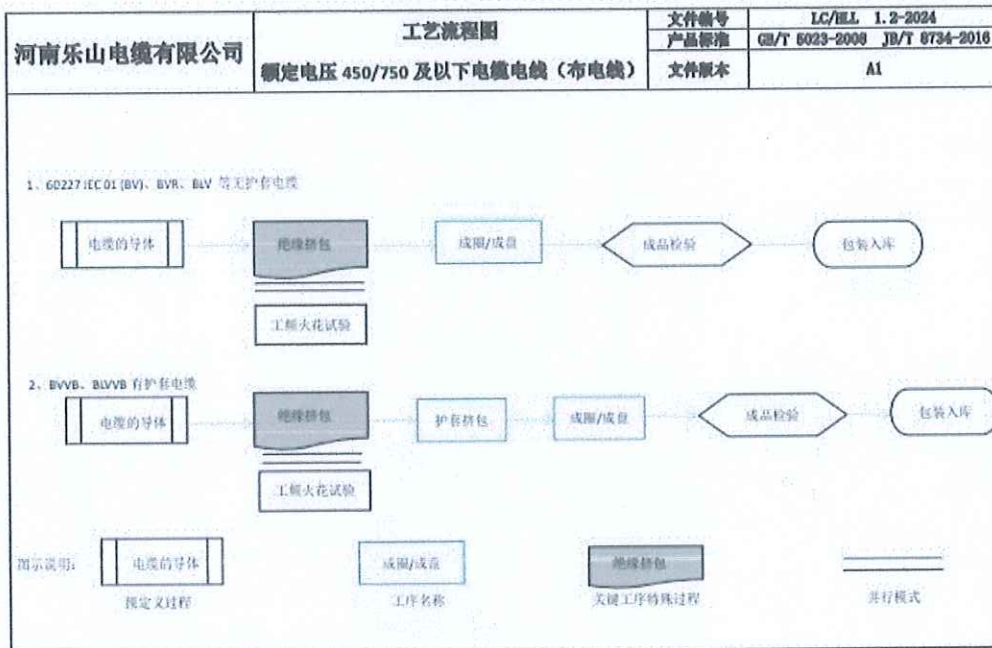 河南乐山电缆有限公司
工艺流程图
额定电压 450/750 及以下电缆电线（布电线）
文件编号 LC/HLL 1.2-2024
产品标准 GB/T 5023-2008 JB/T 8734-2016
文件版本 A1
1、60227 IEC 01 (BV)、BVR、BLV 等无护套电缆
电缆的导体 绝缘挤包 成圈/成盘 成品检验 包装入库
工频火花试验
2、BVVB、BLVVB 有护套电缆
电缆的导体 绝缘挤包 护套挤包 成圈/成盘 成品检验 包装入库
工频火花试验
图示说明： 电缆的导体 成圈/成盘 绝缘挤包
预定义过程 工序名称 关键工序特殊过程 并行模式